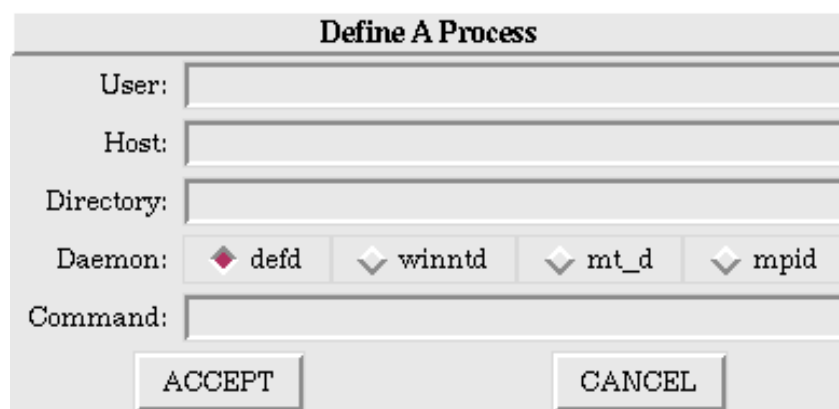 Define A Process
User:
Host:
Directory:
Daemon: defd winntd mt_d mpid
Command:
ACCEPT CANCEL